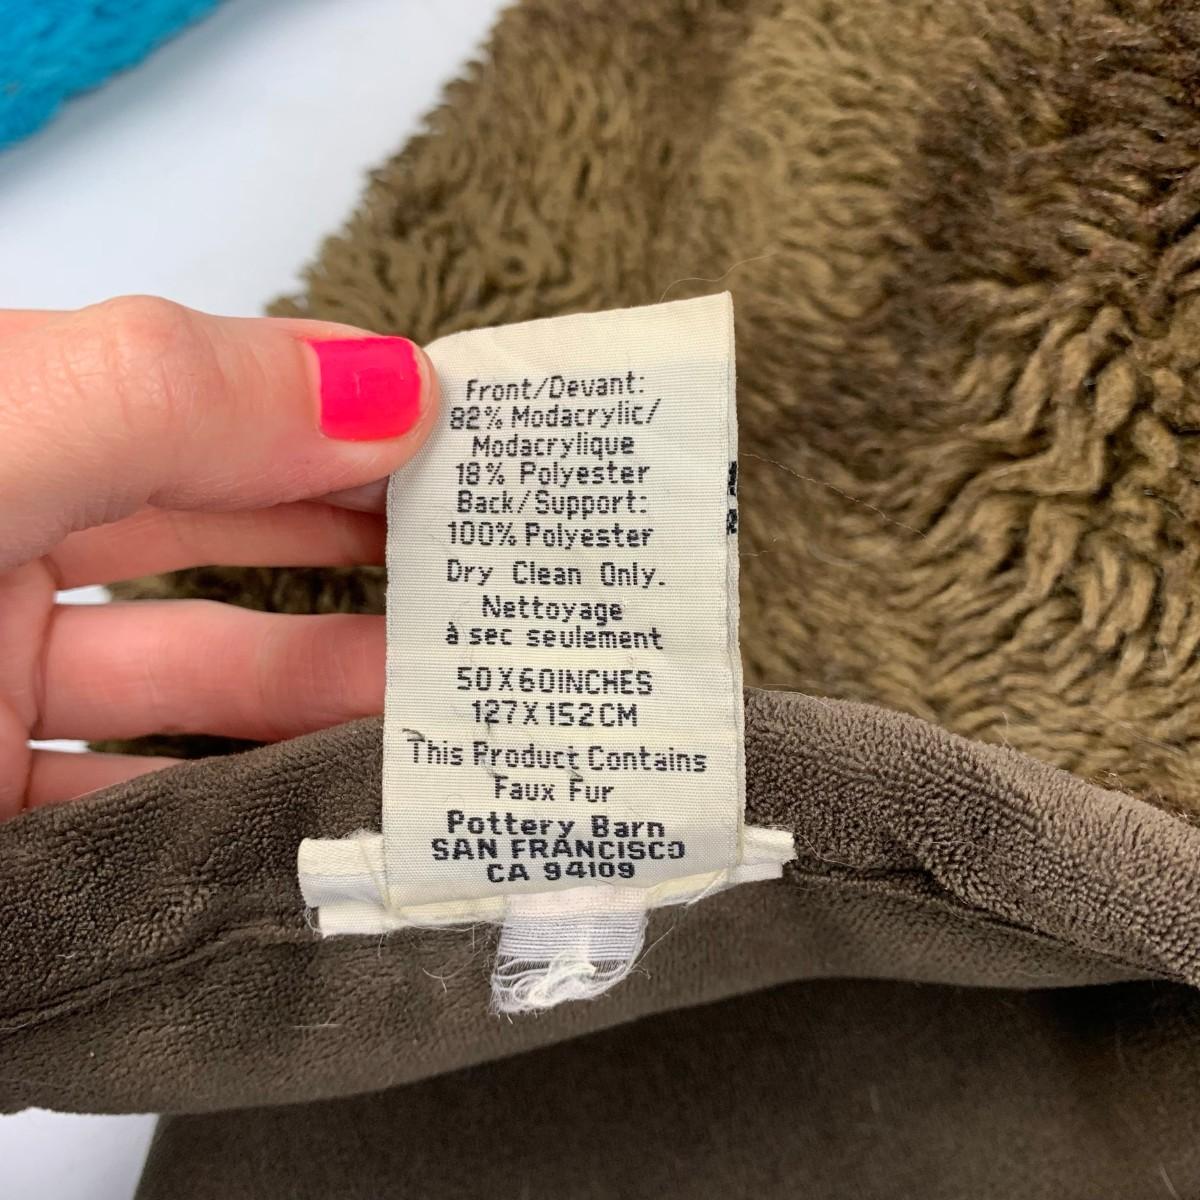 Front/Devant:
82% Modacrylic/
Modacrylique
18% Polyester
Back/Support:
100% Polyester
Dry Clean Only.
Nettoyage
à sec seulement
50X60INCHES
127X152CM
This Product Contains
Faux Fur
Pottery Barn
SAN FRANCISCO
CA 94109